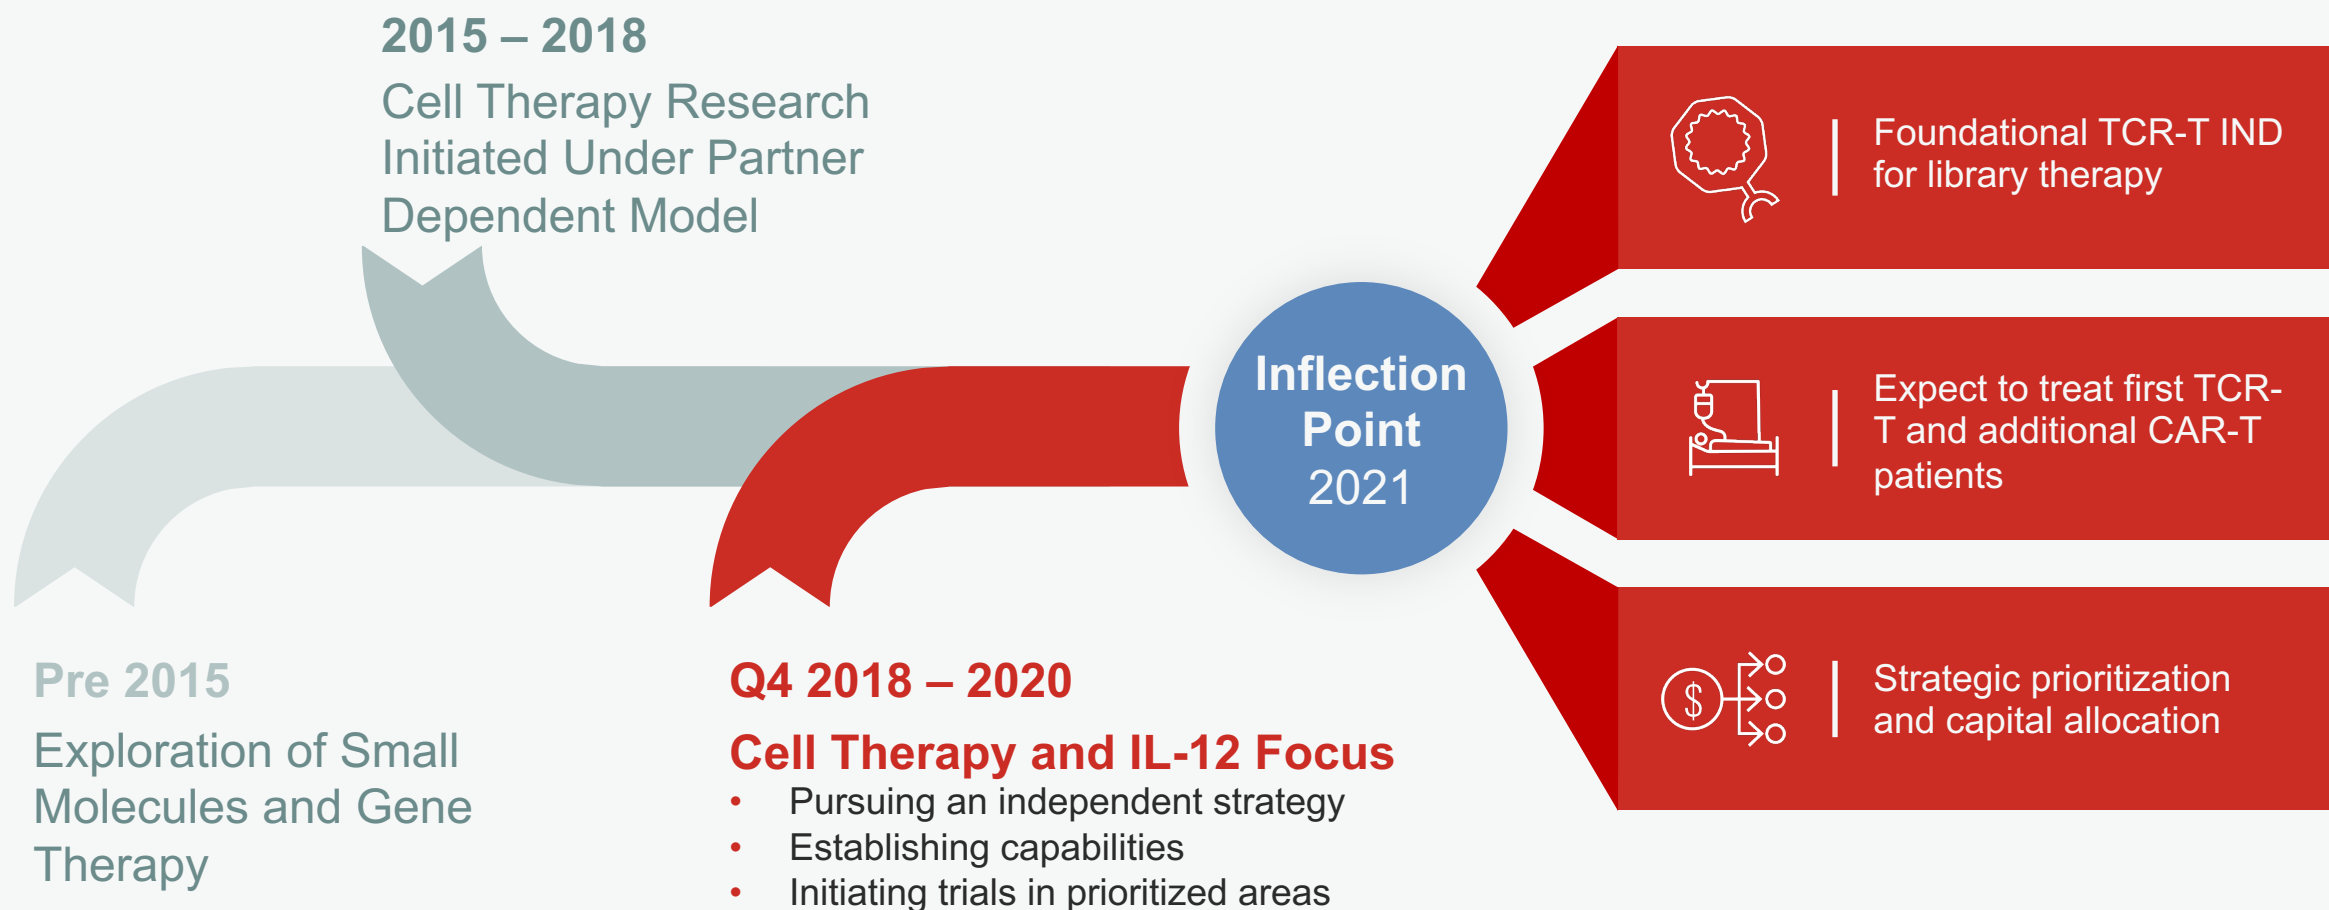 2015 – 2018
Cell Therapy Research
Initiated Under Partner
Dependent Model
Pre 2015
Exploration of Small
Molecules and Gene
Therapy
Q4 2018 – 2020
Cell Therapy and IL-12 Focus
• Pursuing an independent strategy
• Establishing capabilities
• Initiating trials in prioritized areas
Inflection
Point
2021
Foundational TCR-T IND
for library therapy
Expect to treat first TCR-
T and additional CAR-T
patients
$
Strategic prioritization
and capital allocation